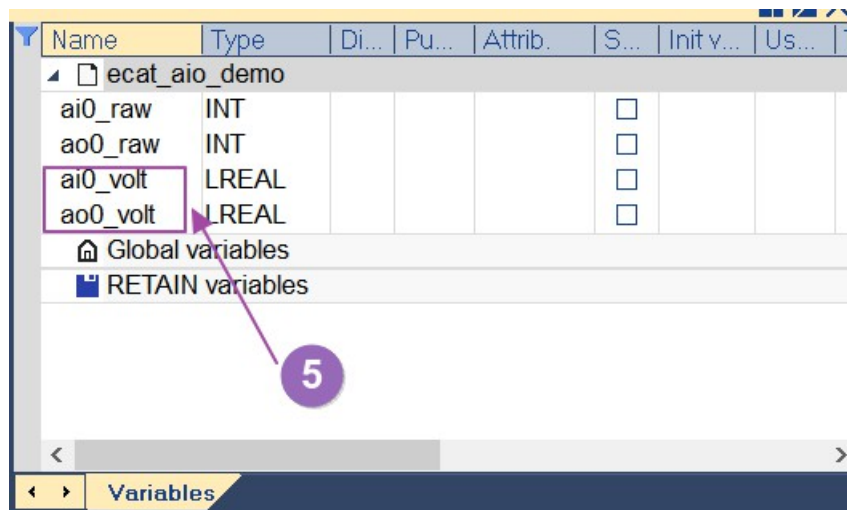 Name Type Di... Pu... Attrib. S... Init v... Us...
ecat_aio_demo
ai0_raw INT
ao0_raw INT
ai0_volt LREAL
ao0_volt LREAL
Global variables
RETAIN variables
5
Variables